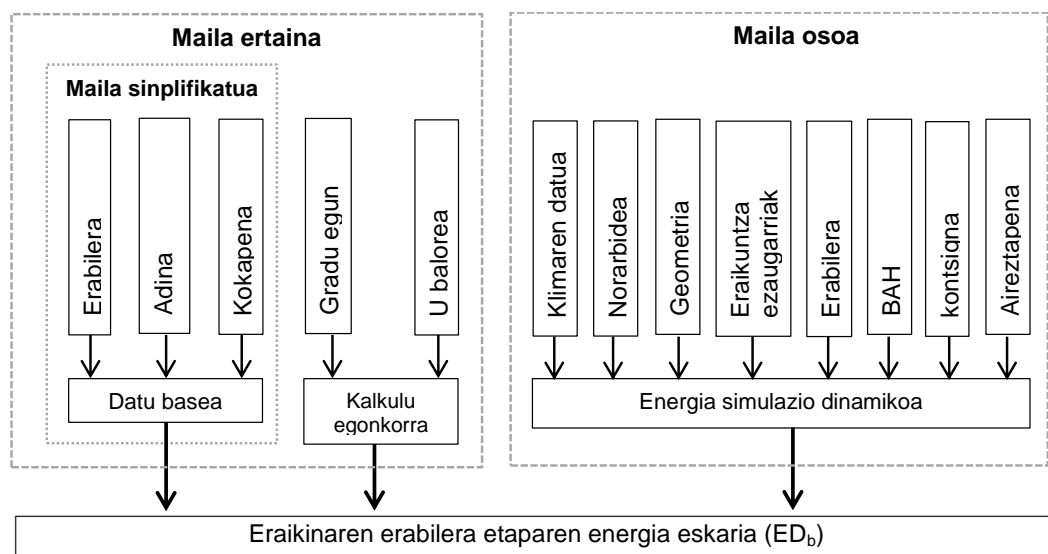 Maila ertaina
Maila sinplifikatua
Erabilera
Adina
Kokapena
Gradu egun
U balorea
Datu basea
Kalkulu
egonkorra
Maila osoa
Klimaren datua
Norarbidea
Geometria
Eraikuntza
ezaugarriak
Erabilera
BAH
kontsigna
Aireztapena
Energia simulazio dinamikoa
Eraikinaren erabilera etaparen energia eskaria (EDb)